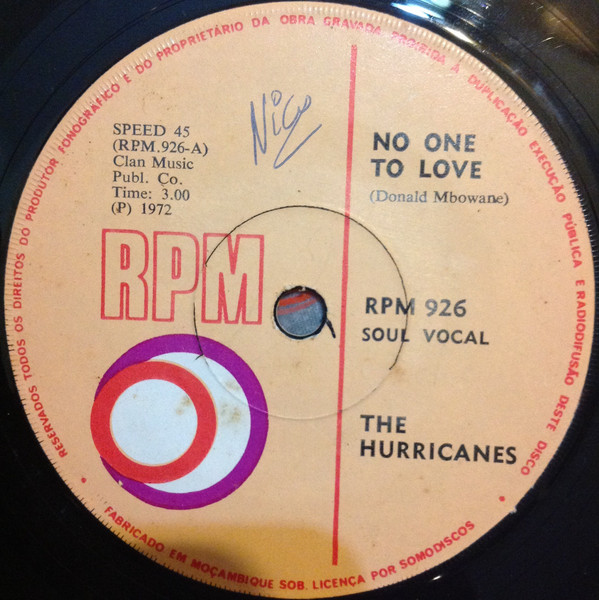 RESERVADOS TODOS OS DIREITOS DO PRODUTOR FONOGRÁFICO E DO PROPRIETÁRIO DA OBRA GRAVADA PROIBIDA A DUPLICAÇÃO EXECUÇÃO PÚBLICA E RADIODIFUSÃO DESTE DISCO
SPEED 45
(RPM.926-A)
Clan Music
Publ. Co.
Time: 3.00
(P) 1972
Nico
NO ONE
TO LOVE
(Donald Mbowane)
RPM
RPM 926
SOUL VOCAL
THE
HURRICANES
• FABRICADO EM MOÇAMBIQUE SOB. LICENÇA POR SOMODISCOS •